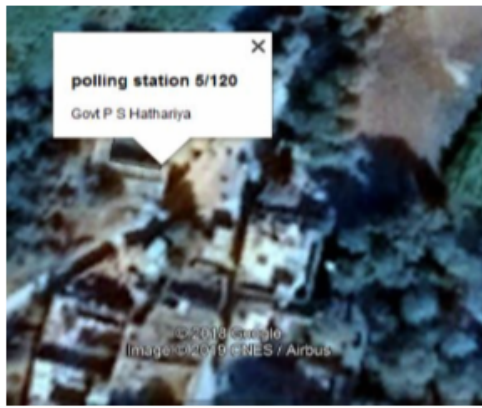 polling station 5/120
Govt P S Hathariya
© 2018 Google
Image © 2019 CNES / Airbus